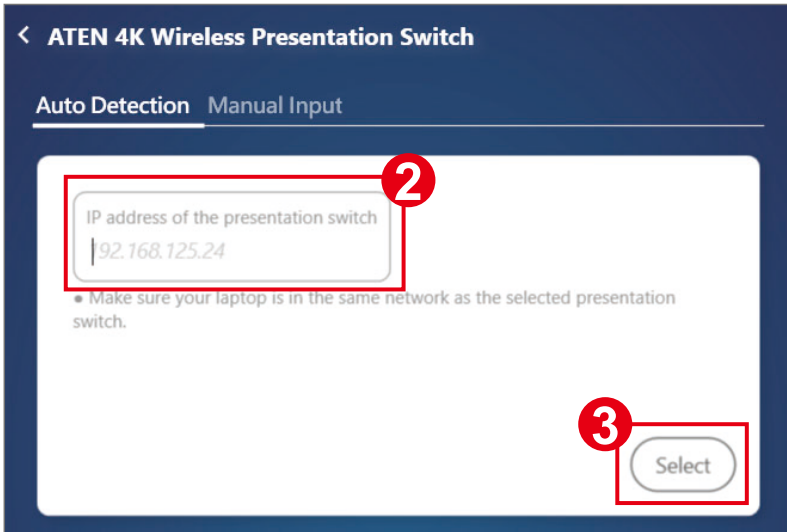 < ATEN 4K Wireless Presentation Switch
Auto Detection Manual Input
2
IP address of the presentation switch
192.168.125.24
● Make sure your laptop is in the same network as the selected presentation
switch.
3
Select